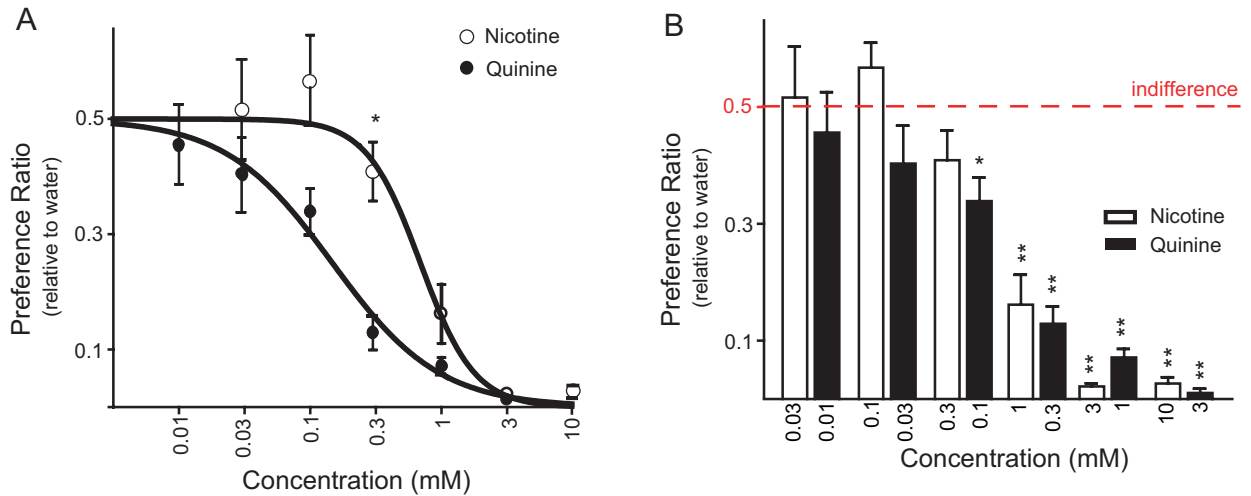 A
Nicotine
Quinine
0.5
0.3
0.1
*
Preference Ratio
(relative to water)
0.01
0.03
0.1
0.3
1
3
10
Concentration (mM)
B
indifference
0.5
0.3
0.1
Preference Ratio
(relative to water)
Nicotine
Quinine
*
**
**
**
**
**
**
0.03
0.01
0.1
0.03
0.3
0.1
1
0.3
3
1
10
3
Concentration (mM)